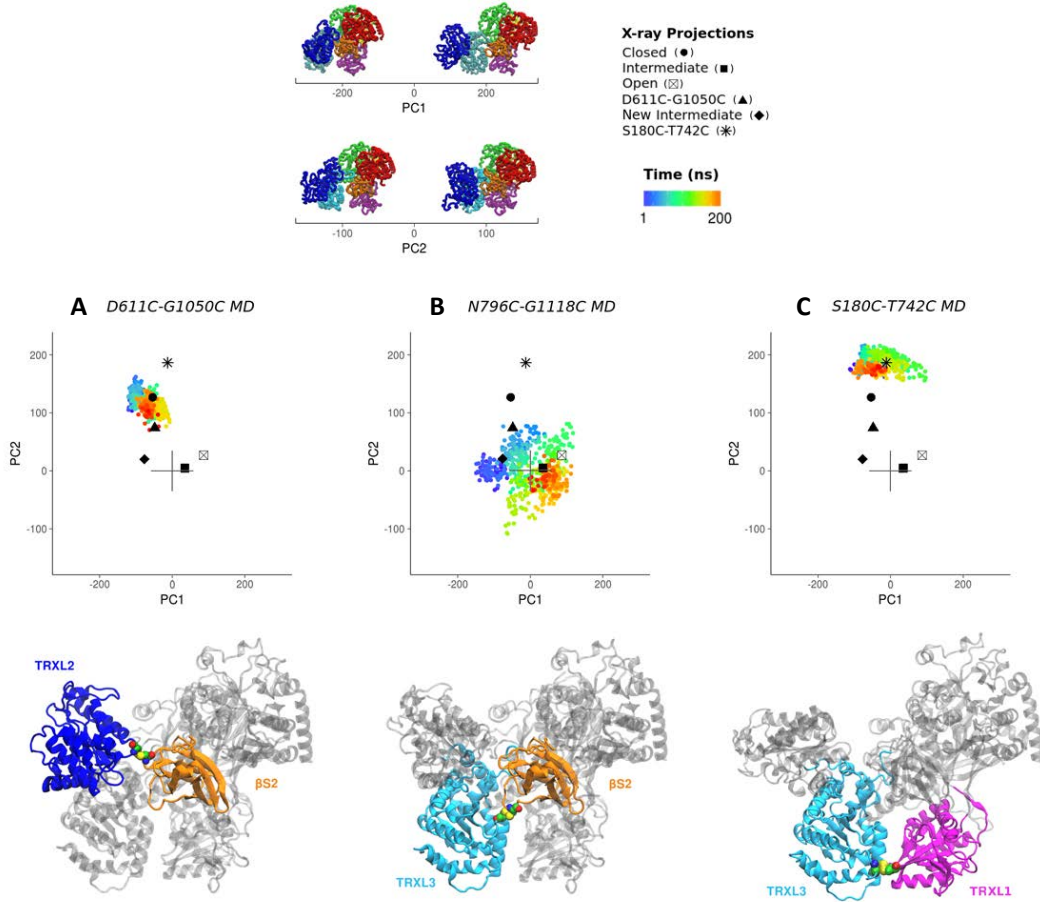 -200 0 200
PC1
-100 0 100
PC2
X-ray Projections
Closed (●)
Intermediate (■)
Open (☒)
D611C-G1050C (▲)
New Intermediate (◆)
S180C-T742C (✳)
Time (ns)
1 200
A D611C-G1050C MD
200
100
0
-100
PC2
-200 0 200
PC1
B N796C-G1118C MD
200
100
0
-100
PC2
-200 0 200
PC1
C S180C-T742C MD
200
100
0
-100
PC2
-200 0 200
PC1
TRXL2
βS2
βS2
TRXL3
TRXL3
TRXL1